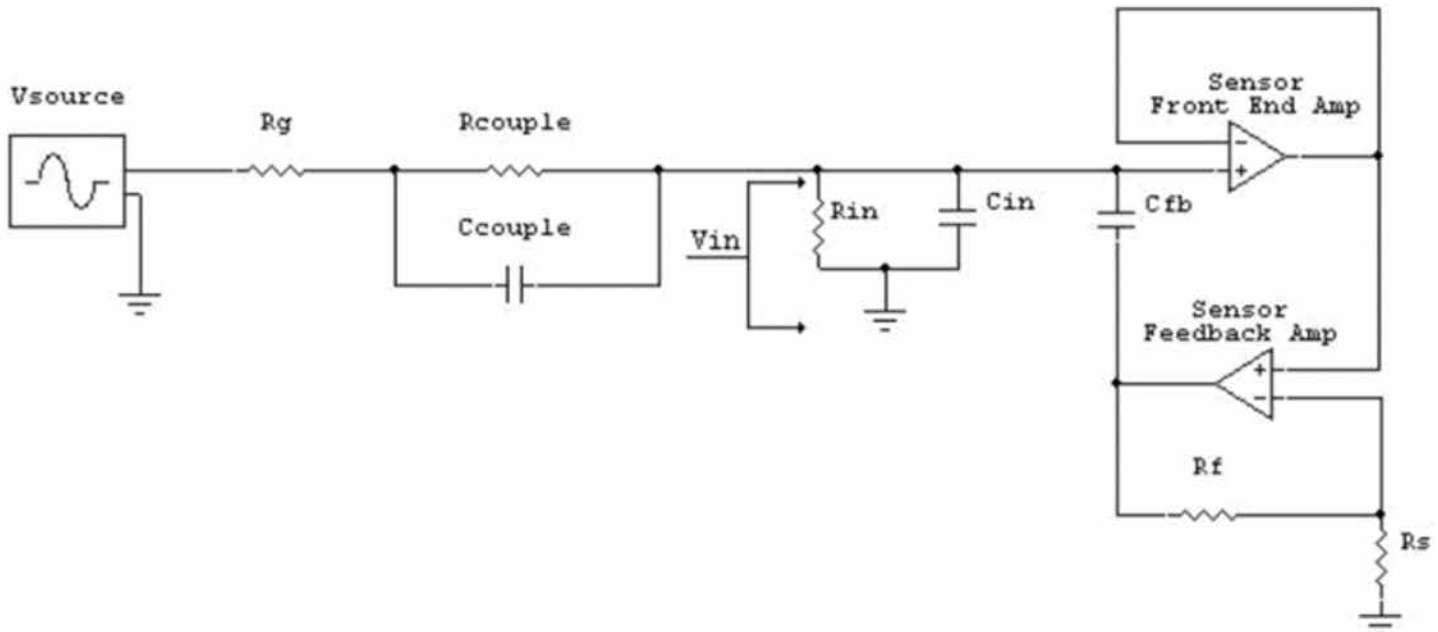 Vsource
Rg
Rcouple
Ccouple
Vin
Rin
Cin
Cfb
Sensor
Front End Amp
-
+
Sensor
Feedback Amp
+
-
Rf
Rs